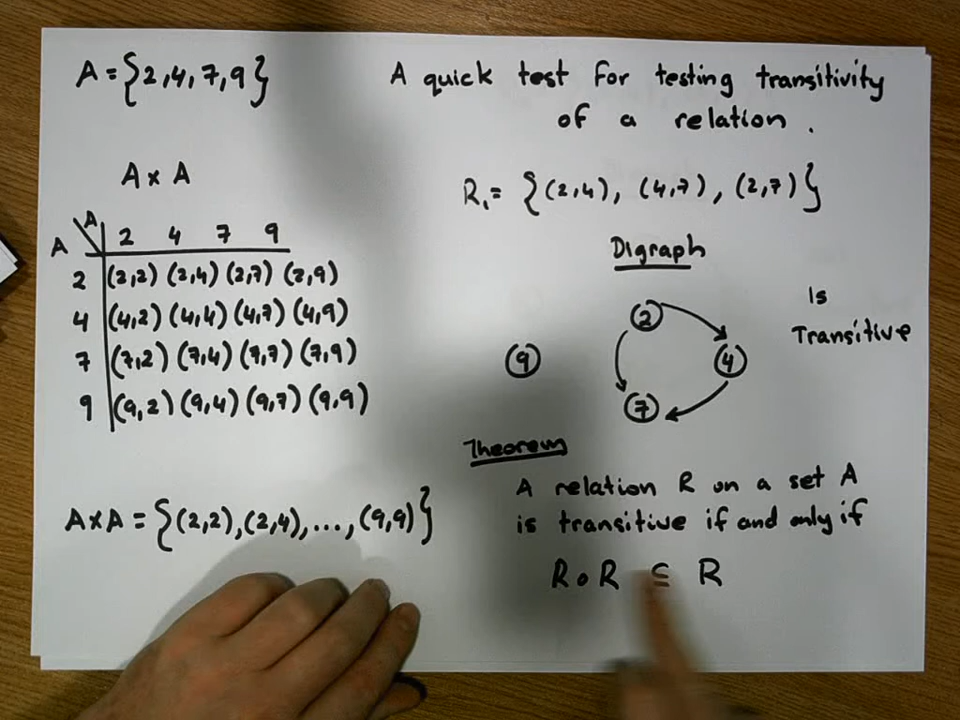 A = {2,4,7,9}
A quick test for testing transitivity
of a relation.
A x A
R₁ = {(2,4), (4,7), (2,7)}
A
A 2 4 7 9
2 (2,2) (2,4) (2,7) (2,9)
4 (4,2) (4,4) (4,7) (4,9)
7 (7,2) (7,4) (7,7) (7,9)
9 (9,2) (9,4) (9,7) (9,9)
Digraph
2
9
4
7
Is
Transitive
Theorem
A relation R on a set A
is transitive if and only if
R∘R ⊆ R
AxA = {(2,2),(2,4),...,(9,9)}